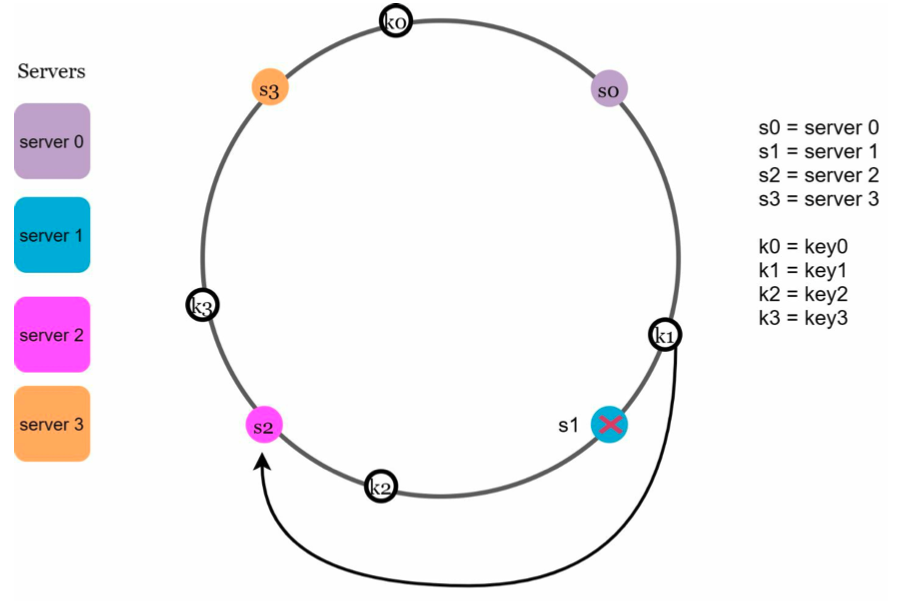 Servers
server 0
server 1
server 2
server 3
k0
s3
s0
k3
k1
s2
s1
k2
s0 = server 0
s1 = server 1
s2 = server 2
s3 = server 3
k0 = key0
k1 = key1
k2 = key2
k3 = key3